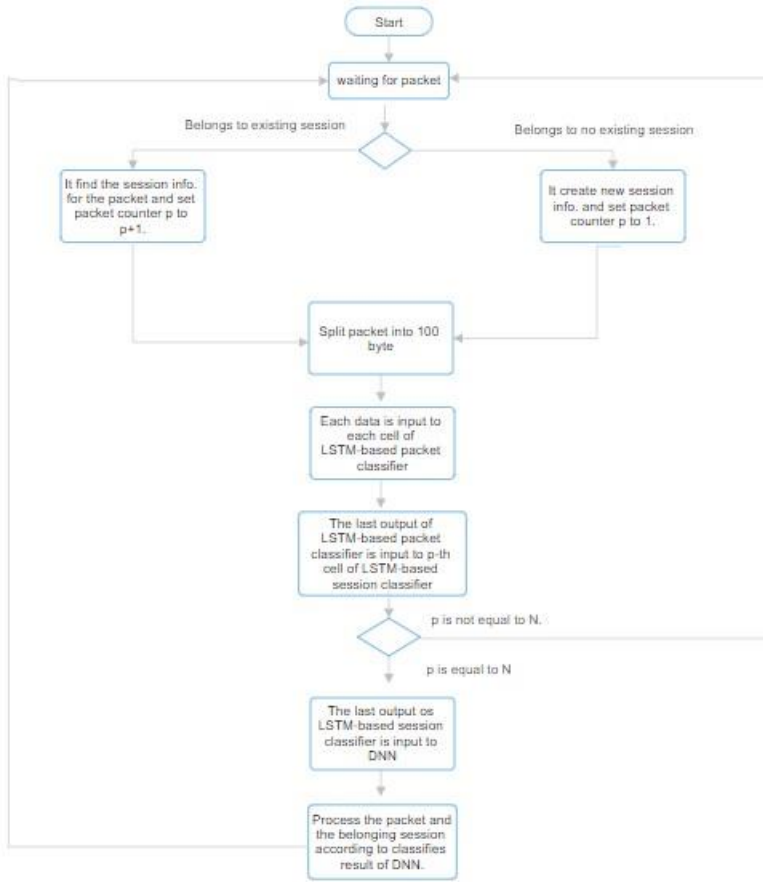 Start
waiting for packet
Belongs to existing session
Belongs to no existing session
It find the session info.
for the packet and set
packet counter p to
p+1.
It create new session
info. and set packet
counter p to 1.
Split packet into 100
byte
Each data is input to
each cell of
LSTM-based packet
classifier
The last output of
LSTM-based packet
classifier is input to p-th
cell of LSTM-based
session classifier
p is not equal to N.
p is equal to N
The last output os
LSTM-based session
classifier is input to
DNN
Process the packet and
the belonging session
according to classifies
result of DNN.